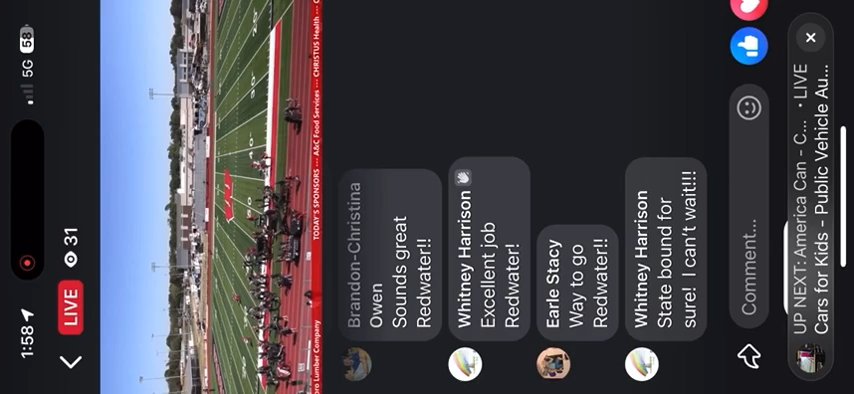 1:58
5G 58
LIVE
31
oro Lumber Company
TODAY'S SPONSORS --- A&C Food Services --- CHRISTUS Health ---
Brandon-Christina
Owen
Sounds great
Redwater!!
Whitney Harrison
Excellent job
Redwater!
Earle Stacy
Way to go
Redwater!!
Whitney Harrison
State bound for
sure! I can't wait!!!
Comment...
UP NEXT: America Can - C... • LIVE
Cars for Kids - Public Vehicle Au...